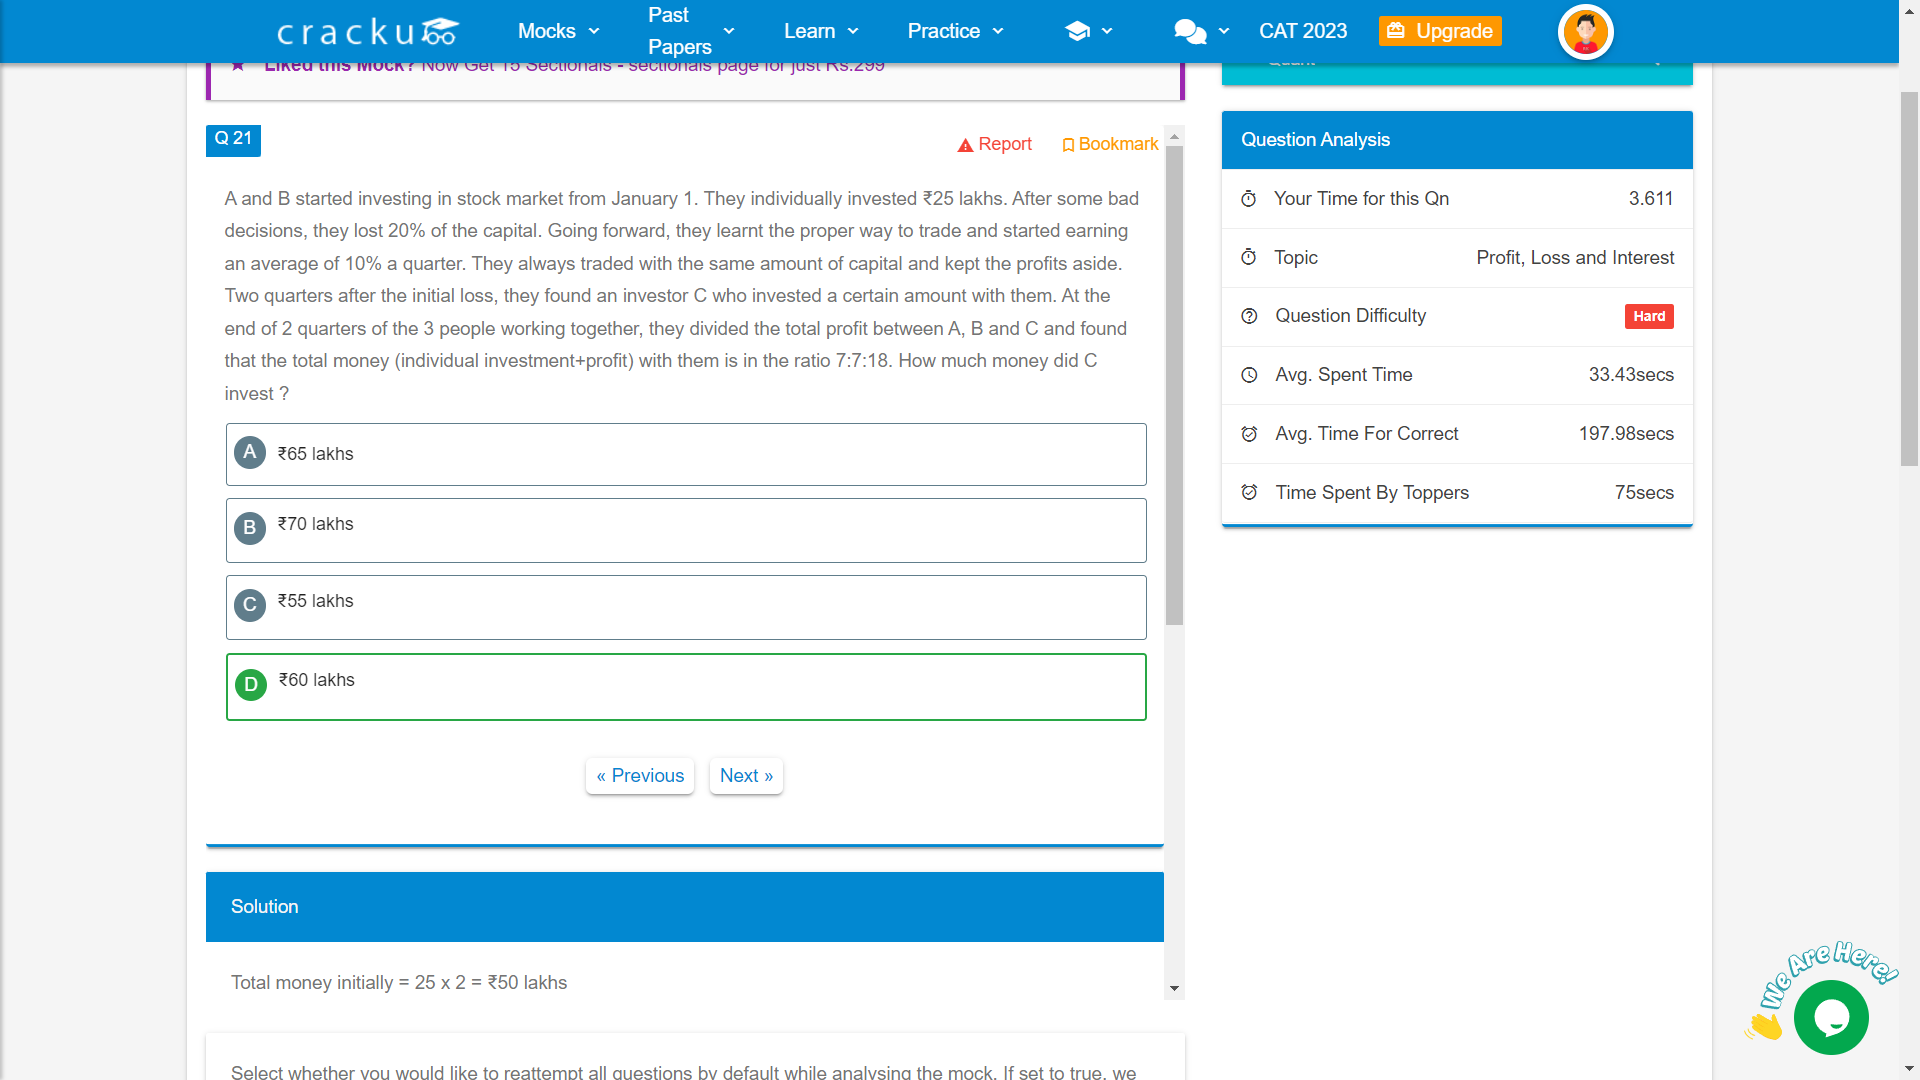 cracku
Mocks
Past Papers
Learn
Practice
CAT 2023
Upgrade
Liked this Mock? Now Get 15 Sectionals - sectionals page for just Rs.299
Quant
Q 21
Report
Bookmark
A and B started investing in stock market from January 1. They individually invested ₹25 lakhs. After some bad
decisions, they lost 20% of the capital. Going forward, they learnt the proper way to trade and started earning
an average of 10% a quarter. They always traded with the same amount of capital and kept the profits aside.
Two quarters after the initial loss, they found an investor C who invested a certain amount with them. At the
end of 2 quarters of the 3 people working together, they divided the total profit between A, B and C and found
that the total money (individual investment+profit) with them is in the ratio 7:7:18. How much money did C
invest ?
A ₹65 lakhs
B ₹70 lakhs
C ₹55 lakhs
D ₹60 lakhs
« Previous
Next »
Solution
Total money initially = 25 x 2 = ₹50 lakhs
Select whether you would like to reattempt all questions by default while analysing the mock. If set to true, we
Question Analysis
Your Time for this Qn 3.611
Topic Profit, Loss and Interest
Question Difficulty Hard
Avg. Spent Time 33.43secs
Avg. Time For Correct 197.98secs
Time Spent By Toppers 75secs
We Are Here!